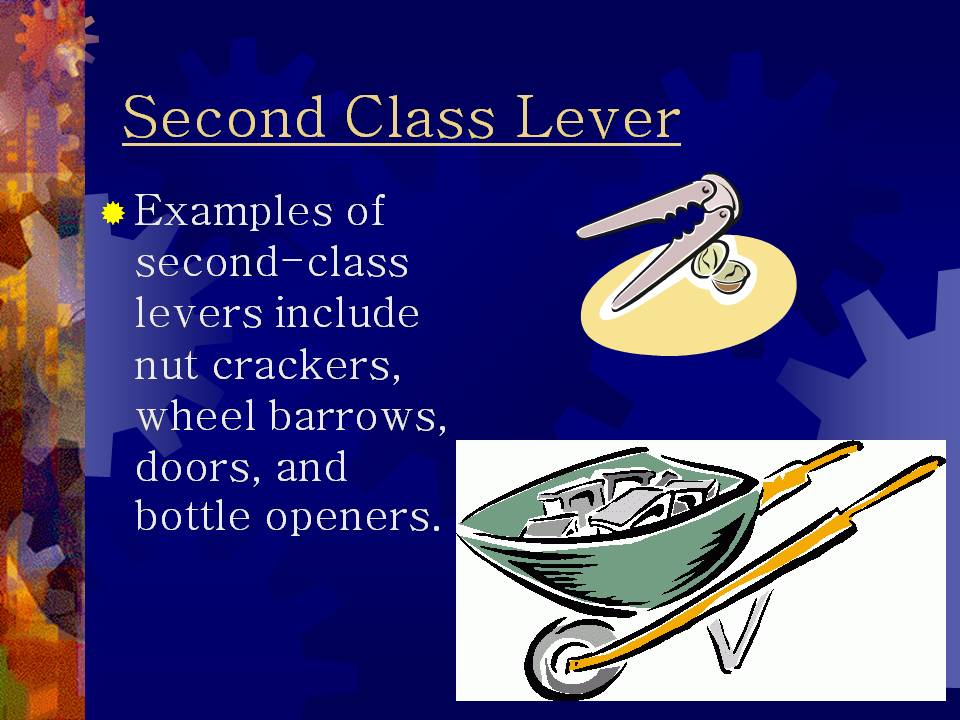 Second Class Lever
Examples of
second-class
levers include
nut crackers,
wheel barrows,
doors, and
bottle openers.